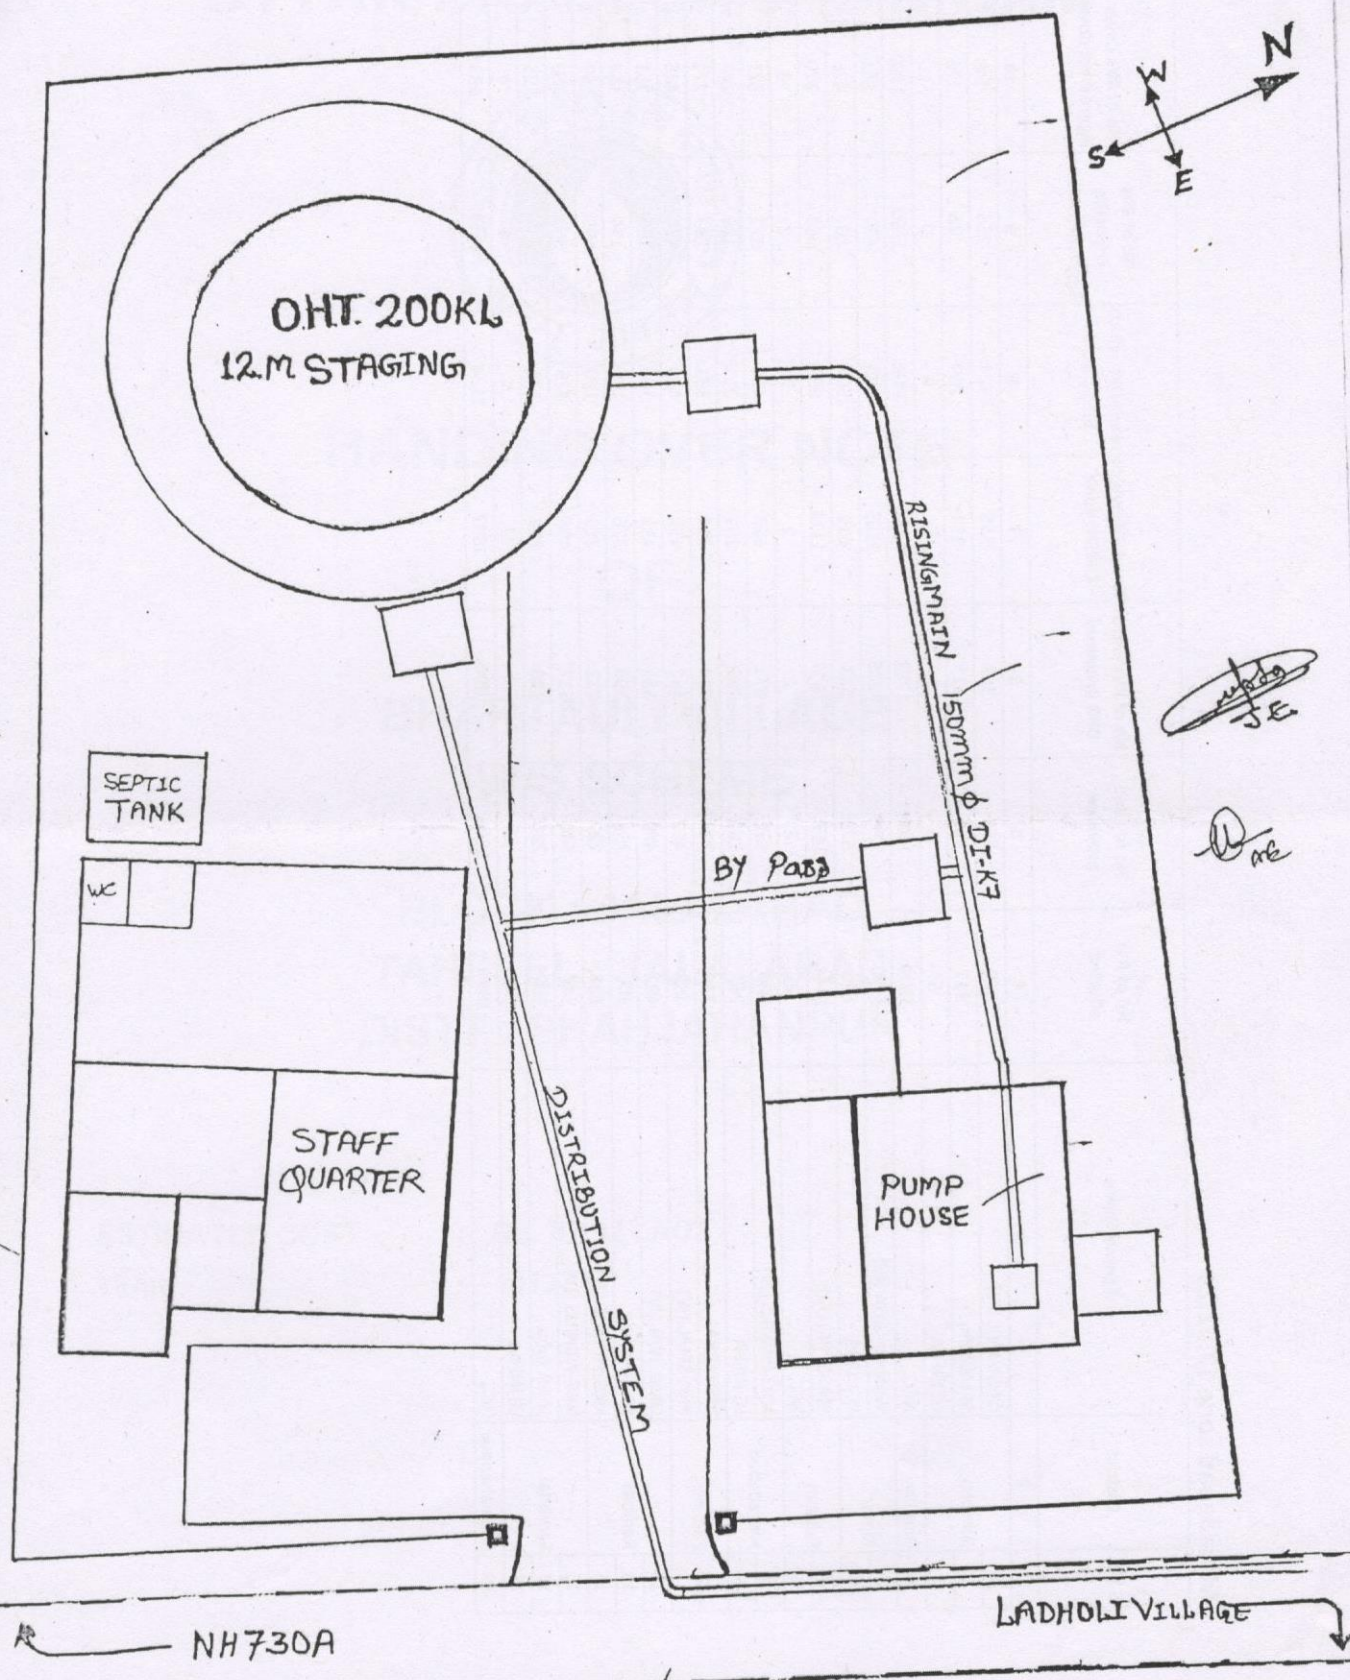 N
W
S
E
O.H.T. 200KL
12.M STAGING
RISINGMAIN 150mm φ DI-K7
J.E
SEPTIC
TANK
AE
WC
BY Pass
STAFF
QUARTER
DISTRIBUTION SYSTEM
PUMP
HOUSE
LADHOLI VILLAGE
NH730A